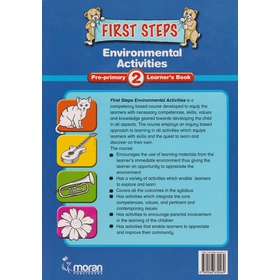 FIRST STEPS
Environmental
Activities
Pre-primary 2 Learner's Book
First Steps Environmental Activities is a
competency based course developed to equip the
learners with necessary competencies, skills, values
and knowledge geared towards developing the child
in all aspects. The course employs an inquiry based
approach to learning in all activities which equips
learners with skills and the quest to learn and
discover on their own.
The course:
Encourages the use of learning materials from the
learner's immediate environment thus giving the
learner an opportunity to appreciate the
environment
Has a variety of activities which enable learners
to explore and learn
Covers all the outcomes in the syllabus
Has activities which integrate the core
competencies, values, and pertinent and
contemporary issues
Has activities to encourage parental involvement
in the learning of the children
Has activities that enable learners to appreciate
and improve their community.
moran